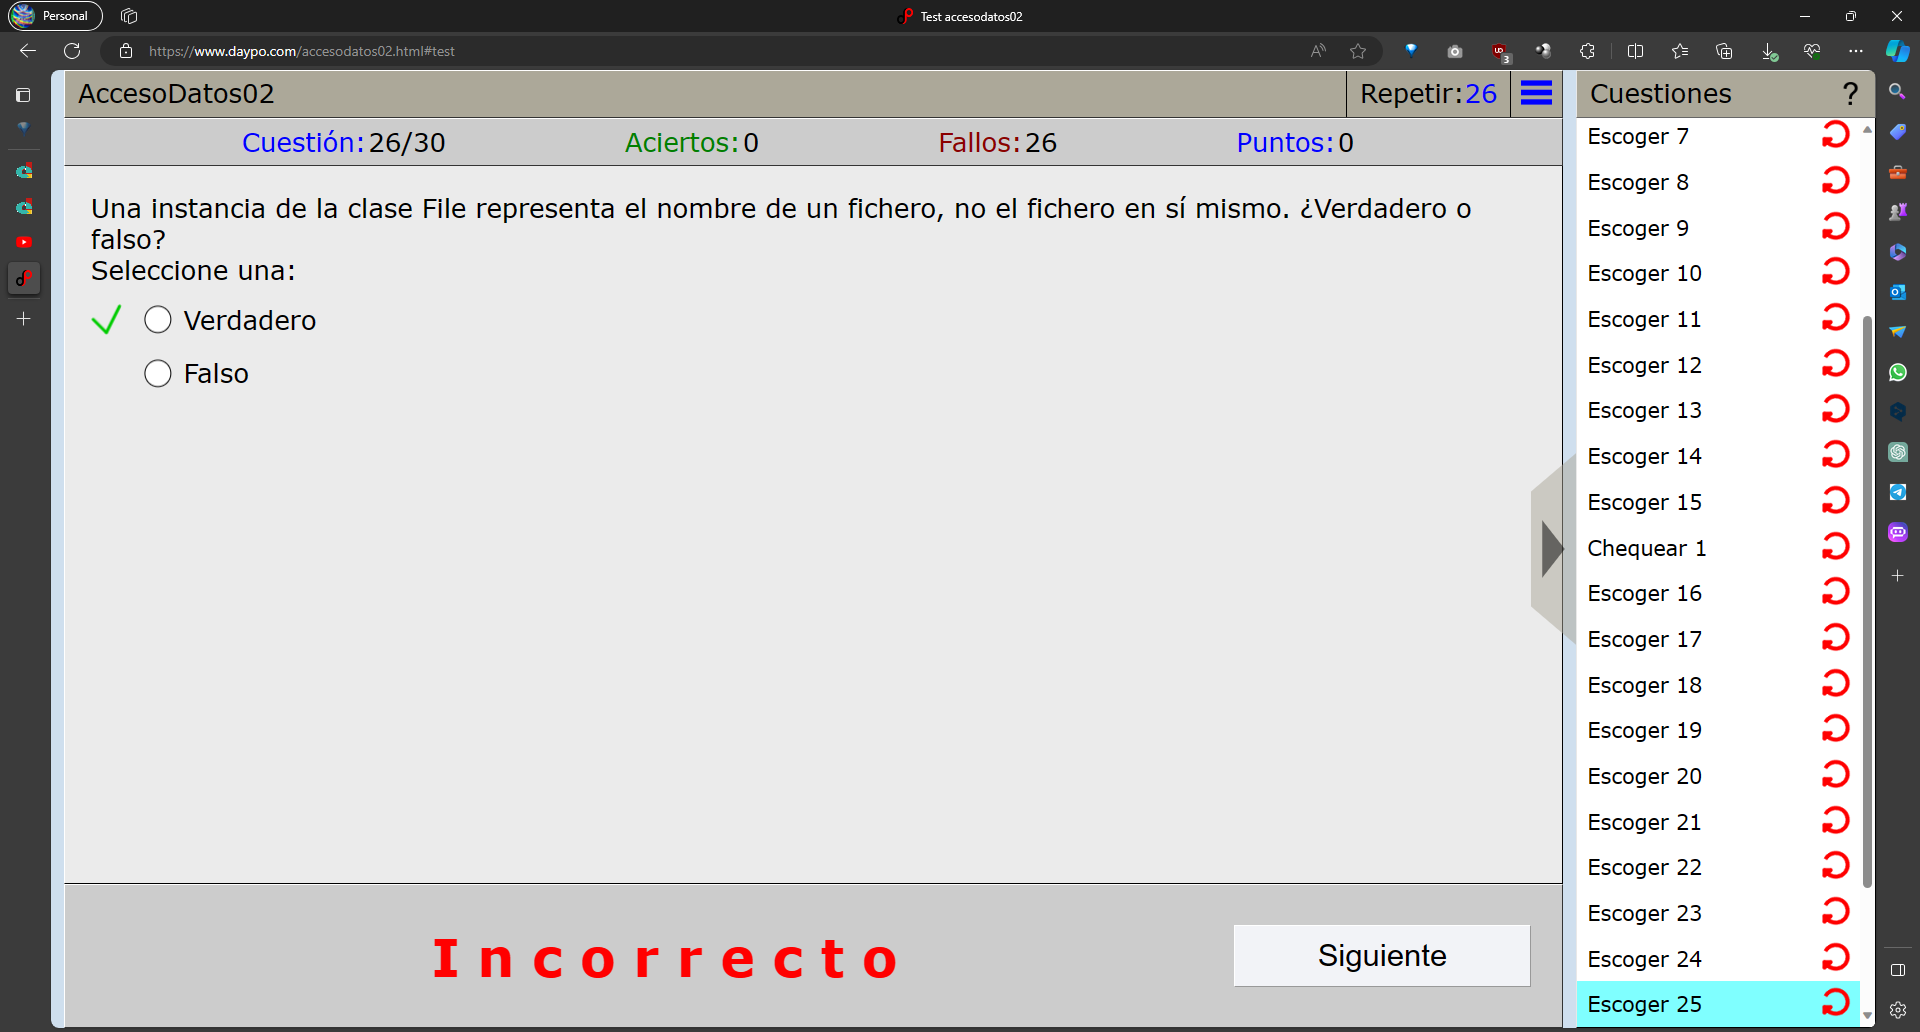 Personal
Test accesodatos02
https://www.daypo.com/accesodatos02.html#test
AccesoDatos02
Repetir:26
Cuestiones
?
Cuestión:26/30
Aciertos:0
Fallos:26
Puntos:0
Una instancia de la clase File representa el nombre de un fichero, no el fichero en sí mismo. ¿Verdadero o
falso?
Seleccione una:
Verdadero
Falso
Incorrecto
Siguiente
Escoger 7
Escoger 8
Escoger 9
Escoger 10
Escoger 11
Escoger 12
Escoger 13
Escoger 14
Escoger 15
Chequear 1
Escoger 16
Escoger 17
Escoger 18
Escoger 19
Escoger 20
Escoger 21
Escoger 22
Escoger 23
Escoger 24
Escoger 25
3